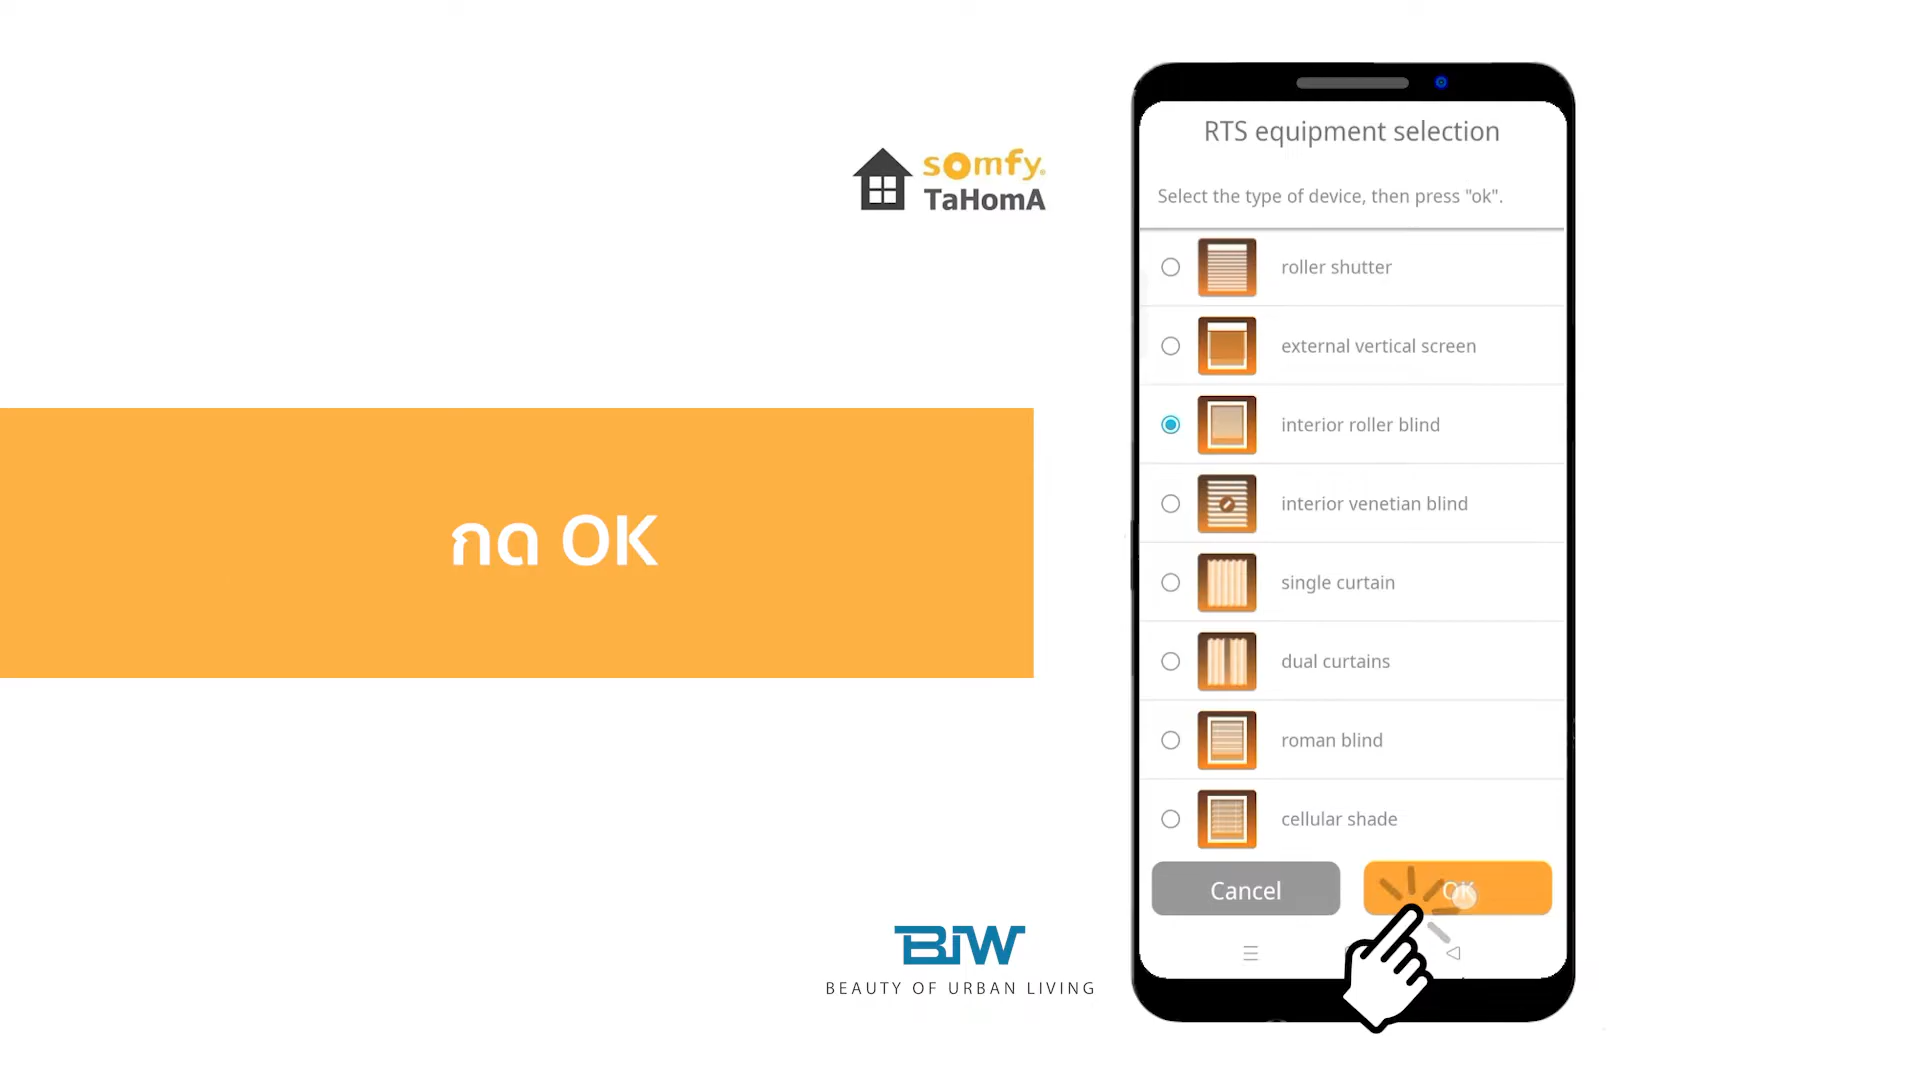 somfy
TaHomA
กด OK
BIW
BEAUTY OF URBAN LIVING
RTS equipment selection
Select the type of device, then press "ok".
roller shutter
external vertical screen
interior roller blind
interior venetian blind
single curtain
dual curtains
roman blind
cellular shade
Cancel
OK